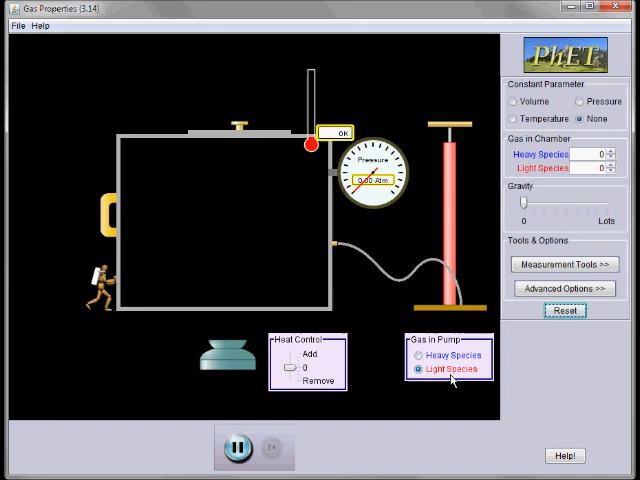 Gas Properties (3.14)
File Help
PhET
Constant Parameter
Volume Pressure
Temperature None
Gas in Chamber
Heavy Species 0
Light Species 0
Gravity
0 Lots
Tools & Options
Measurement Tools >>
Advanced Options >>
Reset
0K
Pressure
0.00 Atm
Heat Control
Add
0
Remove
Gas in Pump
Heavy Species
Light Species
Help!